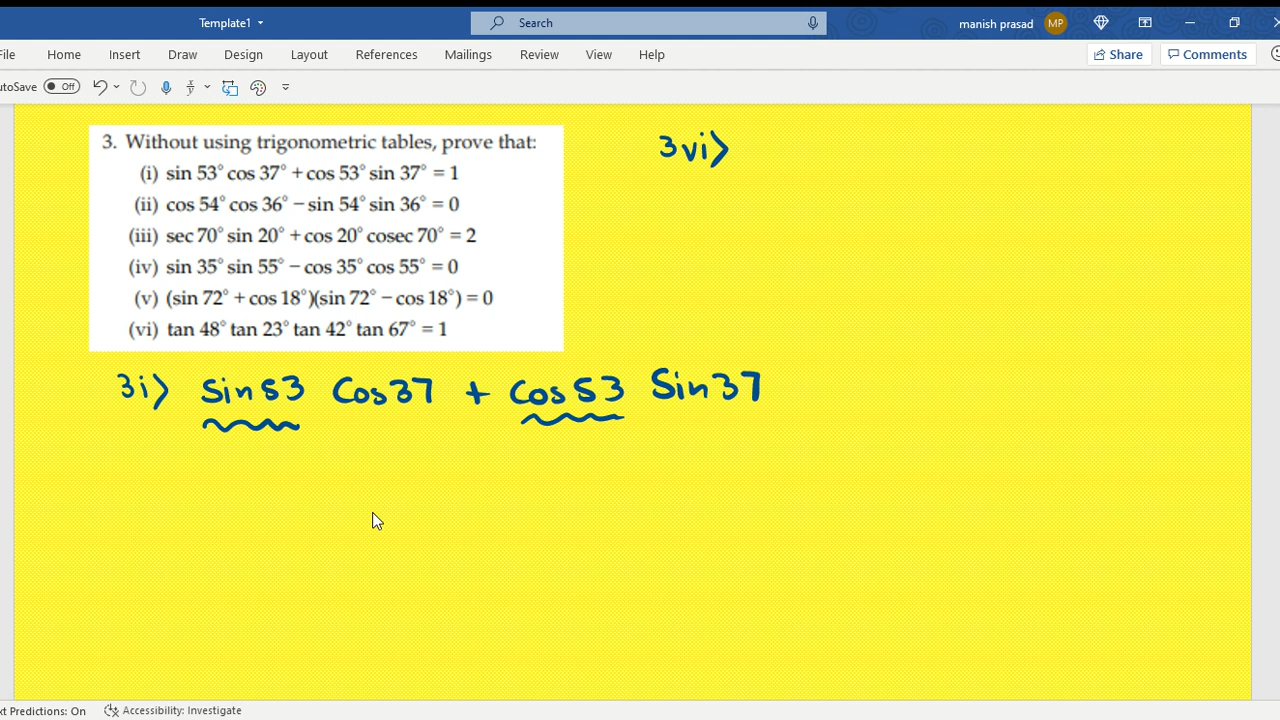 Template1
Search
manish prasad
MP
File Home Insert Draw Design Layout References Mailings Review View Help
Share
Comments
utoSave Off
3. Without using trigonometric tables, prove that:
(i) sin 53° cos 37° + cos 53° sin 37° = 1
(ii) cos 54° cos 36° − sin 54° sin 36° = 0
(iii) sec 70° sin 20° + cos 20° cosec 70° = 2
(iv) sin 35° sin 55° − cos 35° cos 55° = 0
(v) (sin 72° + cos 18°)(sin 72° − cos 18°) = 0
(vi) tan 48° tan 23° tan 42° tan 67° = 1
3vi>
3i> Sin53 Cos37 + Cos53 Sin37
xt Predictions: On
Accessibility: Investigate